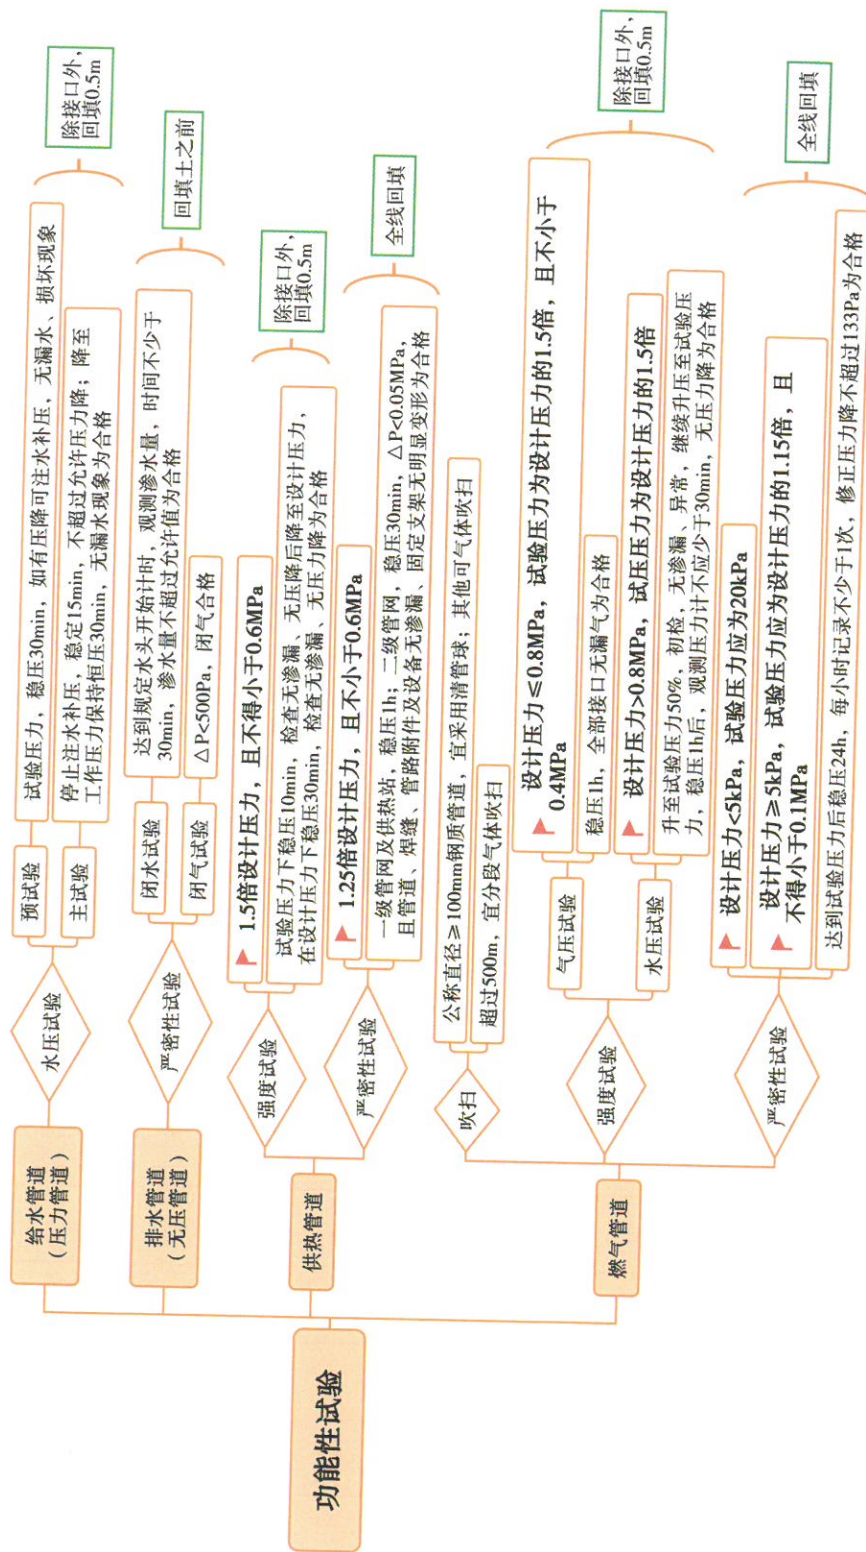 功能性试验
给水管道
（压力管道）
水压试验
预试验
试验压力，稳压30min，如有压降可注水补压，无漏水、损坏现象
主试验
停止注水补压，稳定15min，不超过允许压力降；降至
工作压力保持恒压30min，无漏水现象为合格
除接口外，
回填0.5m
排水管道
（无压管道）
严密性试验
闭水试验
达到规定水头开始计时，观测渗水量，时间不少于
30min，渗水量不超过允许值为合格
闭气试验
△P<500Pa，闭气合格
回填土之前
供热管道
强度试验
1.5倍设计压力，且不得小于0.6MPa
试验压力下稳压10min，检查无渗漏、无压降后降至设计压力，
在设计压力下稳压30min，检查无渗漏、无压力降为合格
除接口外，
回填0.5m
严密性试验
1.25倍设计压力，且不小于0.6MPa
一级管网及供热站，稳压1h；二级管网，稳压30min，△P<0.05MPa，
且管道、焊缝、管路附件及设备无渗漏、固定支架无明显变形为合格
全线回填
燃气管道
吹扫
公称直径≥100mm钢质管道，宜采用清管球；其他可气体吹扫
超过500m，宜分段气体吹扫
强度试验
气压试验
设计压力≤0.8MPa，试验压力为设计压力的1.5倍，且不小于
0.4MPa
稳压1h，全部接口无漏气为合格
水压试验
设计压力>0.8MPa，试压压力为设计压力的1.5倍
升至试验压力50%，初检，无渗漏、异常，继续升压至试验压
力，稳压1h后，观测压力计不应少于30min，无压力降为合格
除接口外，
回填0.5m
严密性试验
设计压力<5kPa，试验压力应为20kPa
设计压力≥5kPa，试验压力应为设计压力的1.15倍，且
不得小于0.1MPa
达到试验压力后稳压24h，每小时记录不少于1次，修正压力降不超过133Pa为合格
全线回填